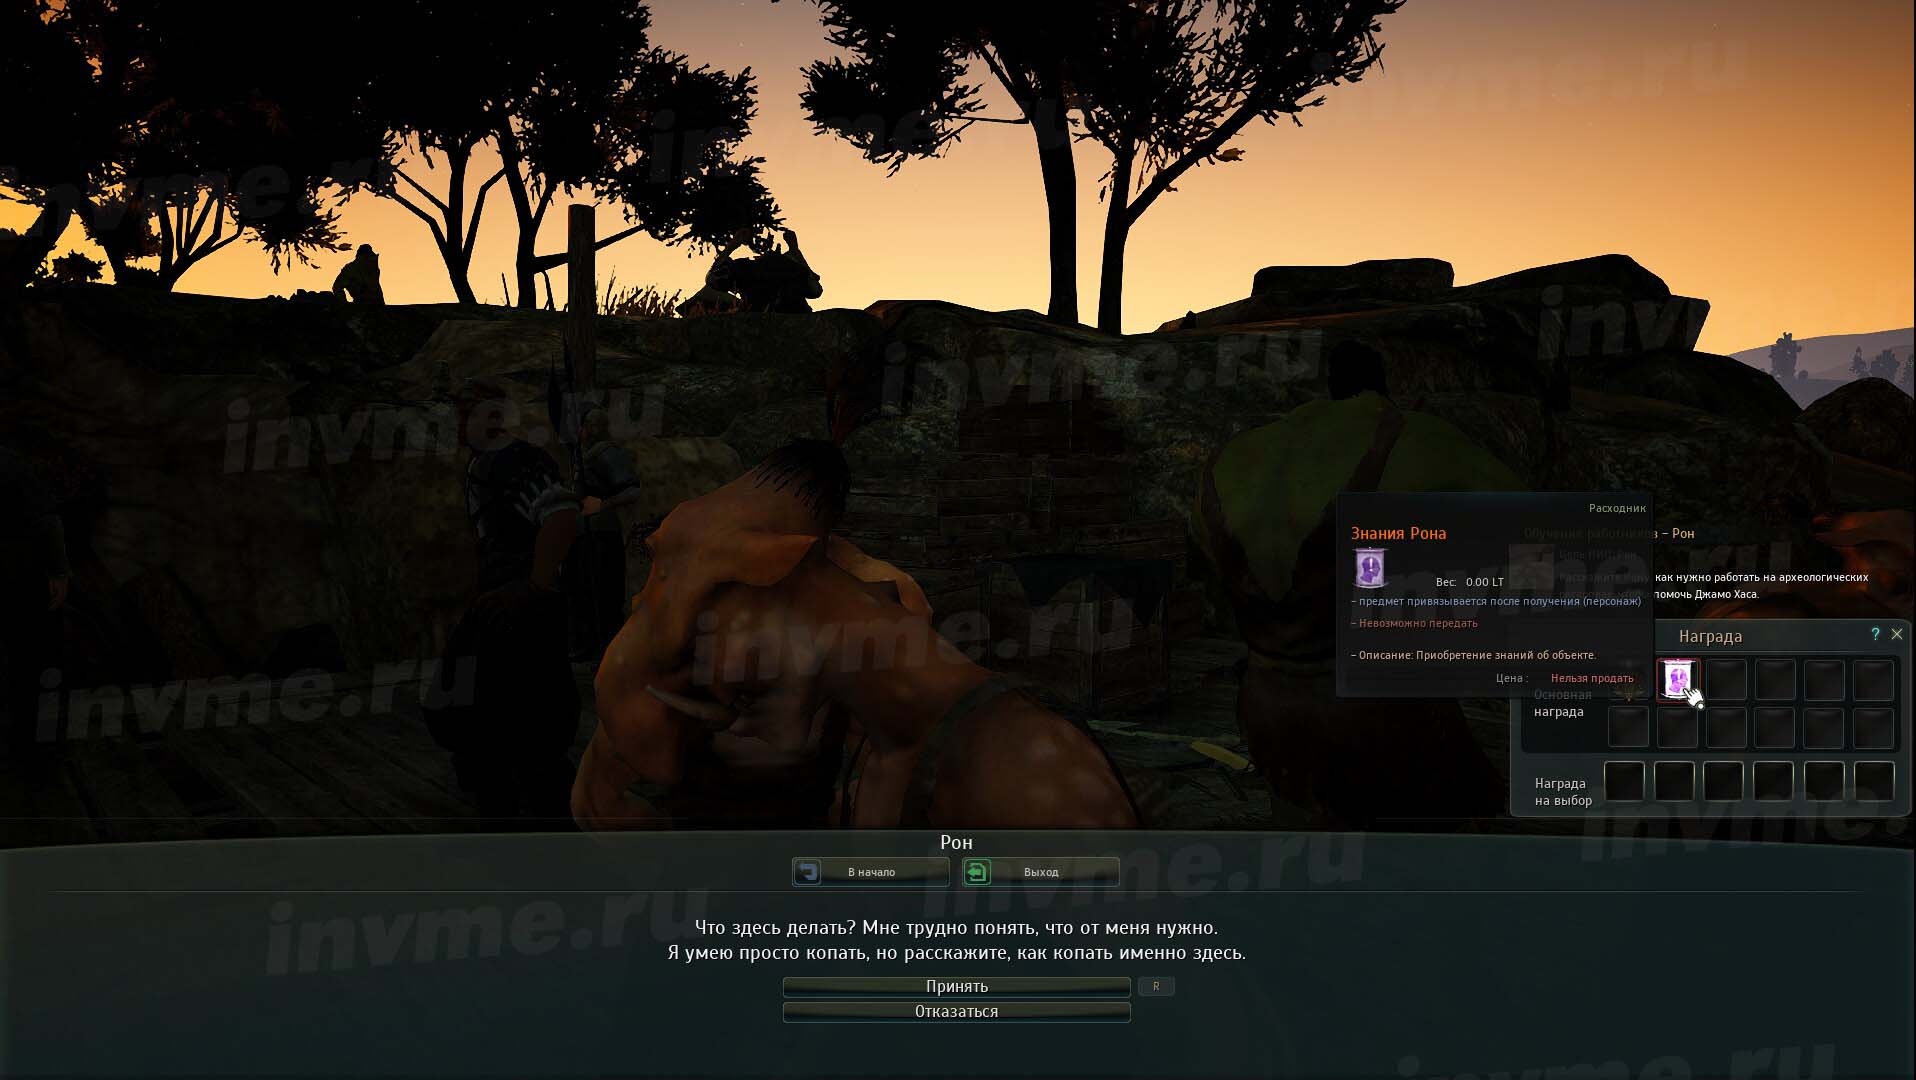 invme.ru
Расходник
Знания Рона
Обучение работников – Рон
Вес: 0.00 LT
– предмет привязывается после получения (персонаж)
– Невозможно передать
– Описание: Приобретение знаний об объекте.
Цена : Нельзя продать
как нужно работать на археологических
помочь Джамо Хаса.
Награда
? ×
Основная
награда
Награда
на выбор
Рон
В начало
Выход
Что здесь делать? Мне трудно понять, что от меня нужно.
Я умею просто копать, но расскажите, как копать именно здесь.
Принять
R
Отказаться